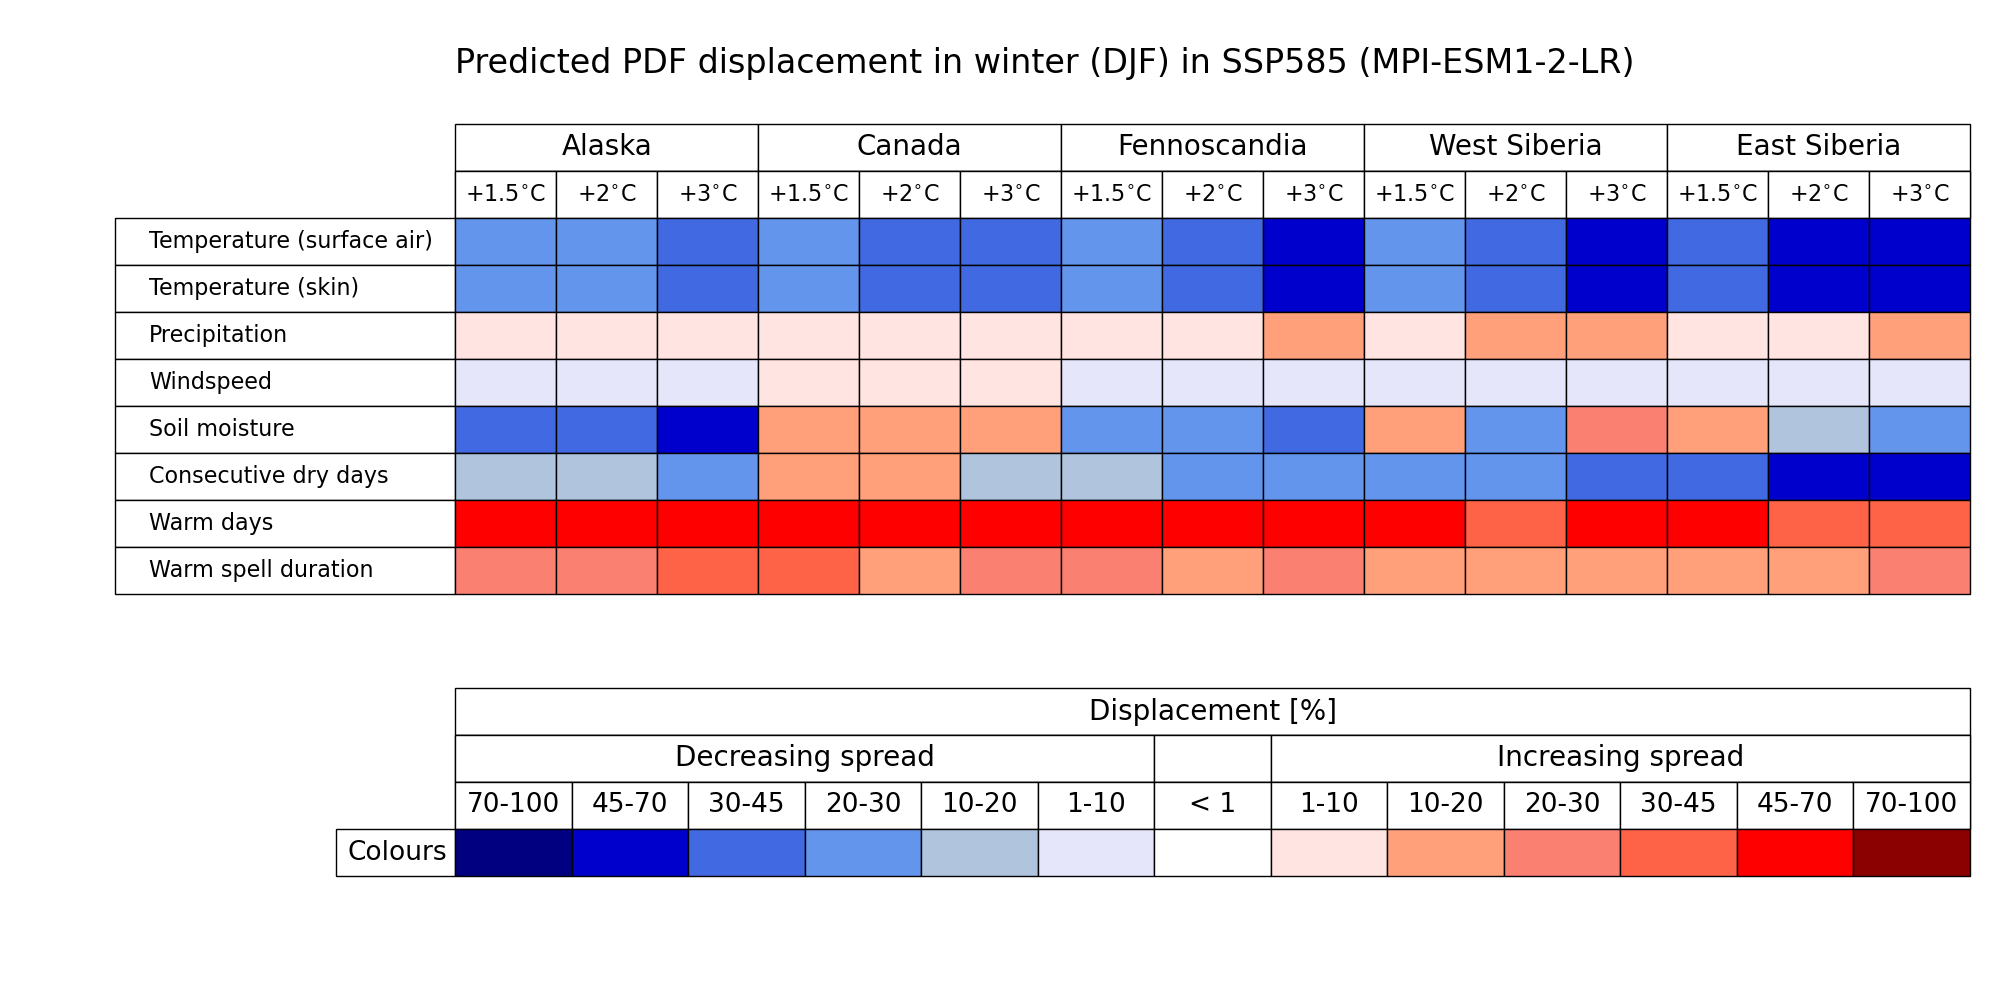 Predicted PDF displacement in winter (DJF) in SSP585 (MPI-ESM1-2-LR)
Alaska Canada Fennoscandia West Siberia East Siberia
+1.5°C +2°C +3°C +1.5°C +2°C +3°C +1.5°C +2°C +3°C +1.5°C +2°C +3°C +1.5°C +2°C +3°C
Temperature (surface air)
Temperature (skin)
Precipitation
Windspeed
Soil moisture
Consecutive dry days
Warm days
Warm spell duration
Displacement [%]
Decreasing spread Increasing spread
70-100 45-70 30-45 20-30 10-20 1-10 < 1 1-10 10-20 20-30 30-45 45-70 70-100
Colours